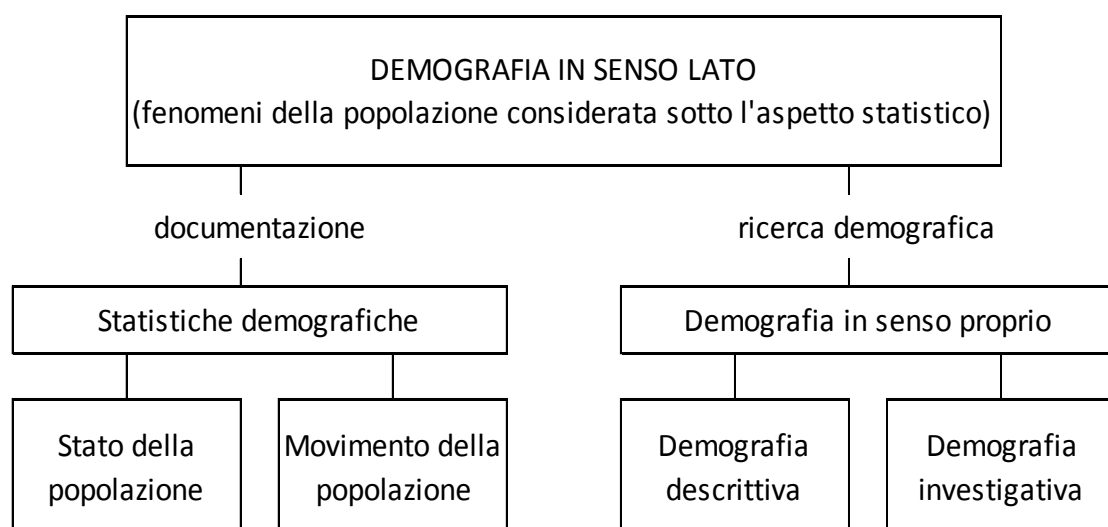 DEMOGRAFIA IN SENSO LATO
(fenomeni della popolazione considerata sotto l'aspetto statistico)
documentazione
ricerca demografica
Statistiche demografiche
Demografia in senso proprio
Stato della
popolazione
Movimento della
popolazione
Demografia
descrittiva
Demografia
investigativa